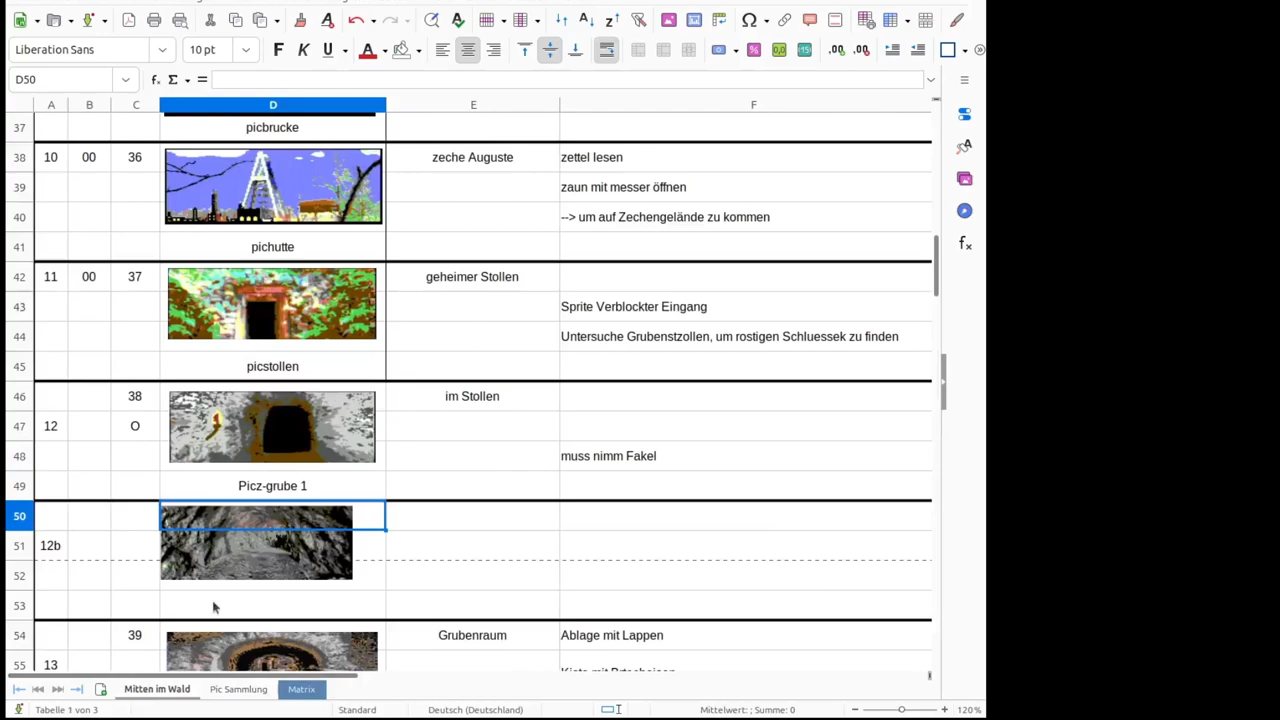 Liberation Sans 10 pt F K U A
D50 fx Σ =
A B C D E F
37 picbrucke
38 10 00 36 zeche Auguste zettel lesen
39 zaun mit messer öffnen
40 --> um auf Zechengelände zu kommen
41 pichutte
42 11 00 37 geheimer Stollen
43 Sprite Verblockter Eingang
44 Untersuche Grubenstzollen, um rostigen Schluessek zu finden
45 picstollen
46 38 im Stollen
47 12 O
48 muss nimm Fakel
49 Picz-grube 1
50
51 12b
52
53
54 39 Grubenraum Ablage mit Lappen
55 13
Mitten im Wald Pic Sammlung Matrix
Tabelle 1 von 3 Standard Deutsch (Deutschland) Mittelwert: ; Summe: 0 120%